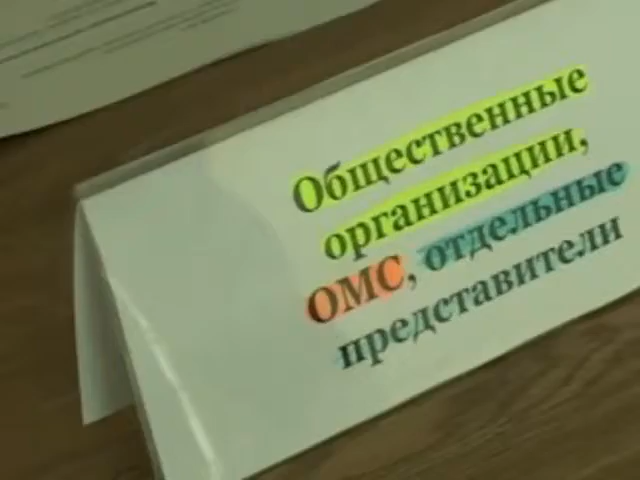 Общественные
организации,
ОМС, отдельные
представители